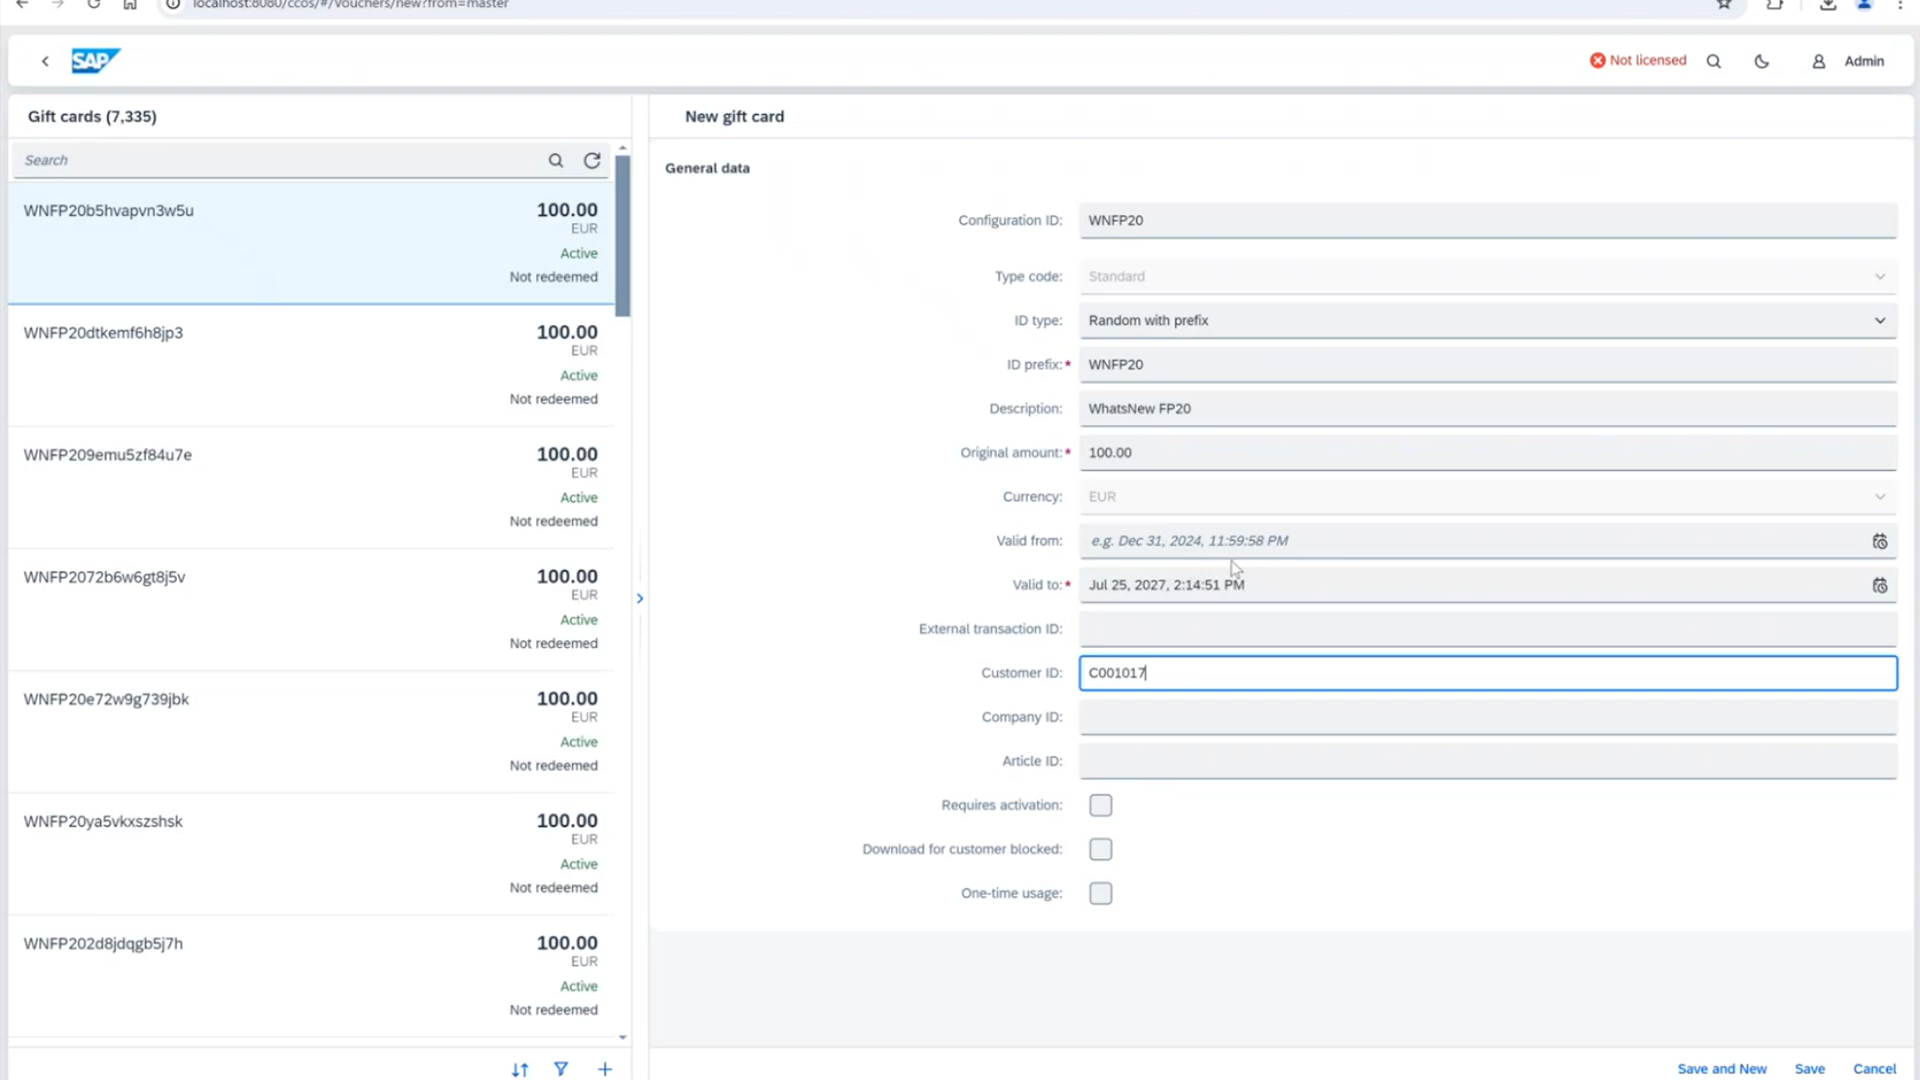 localhost:8080/ccos/#/vouchers/new?from=master
SAP
Not licensed
Admin
Gift cards (7,335)
Search
WNFP20b5hvapvn3w5u
100.00
EUR
Active
Not redeemed
WNFP20dtkemf6h8jp3
100.00
EUR
Active
Not redeemed
WNFP209emu5zf84u7e
100.00
EUR
Active
Not redeemed
WNFP2072b6w6gt8j5v
100.00
EUR
Active
Not redeemed
WNFP20e72w9g739jbk
100.00
EUR
Active
Not redeemed
WNFP20ya5vkxszshsk
100.00
EUR
Active
Not redeemed
WNFP202d8jdqgb5j7h
100.00
EUR
Active
Not redeemed
New gift card
General data
Configuration ID: WNFP20
Type code: Standard
ID type: Random with prefix
ID prefix:* WNFP20
Description: WhatsNew FP20
Original amount:* 100.00
Currency: EUR
Valid from: e.g. Dec 31, 2024, 11:59:58 PM
Valid to:* Jul 25, 2027, 2:14:51 PM
External transaction ID:
Customer ID: C001017
Company ID:
Article ID:
Requires activation:
Download for customer blocked:
One-time usage:
Save and New Save Cancel